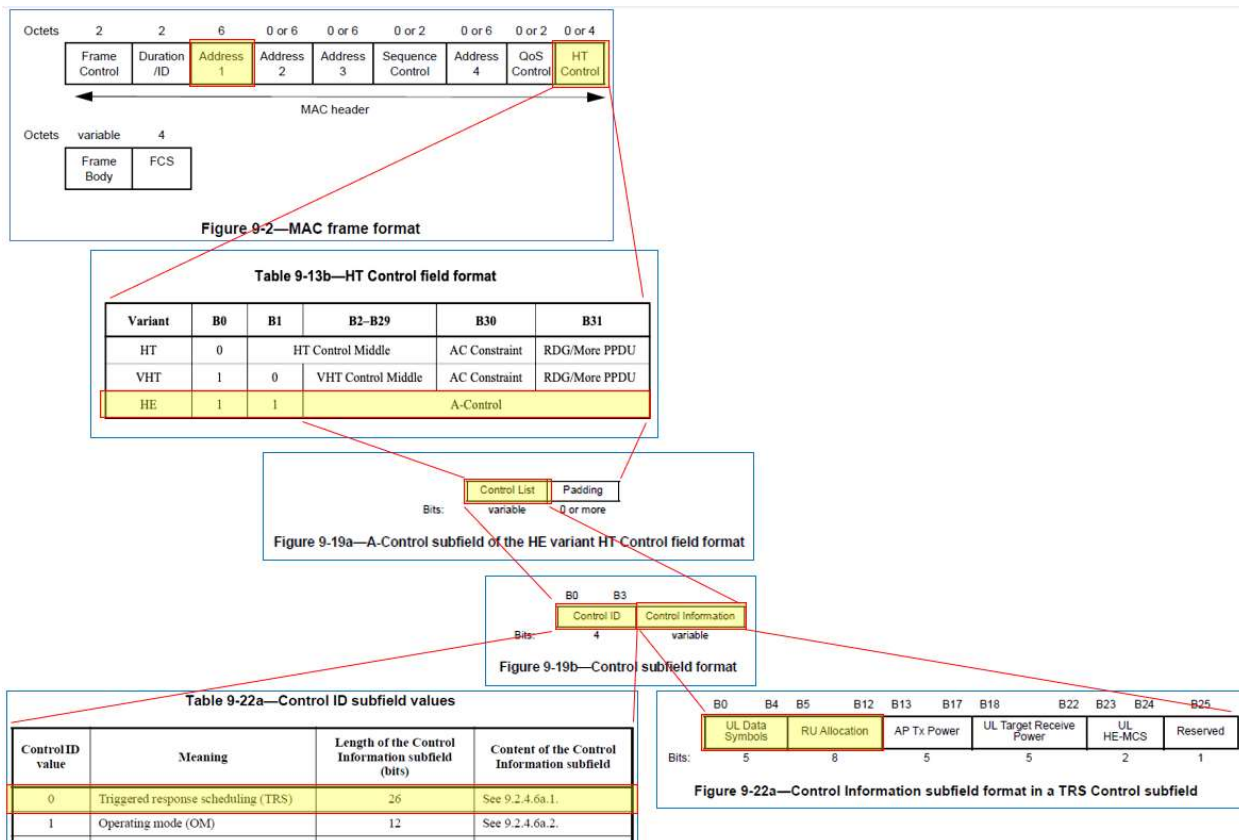 Octets 2 2 6 0 or 6 0 or 6 0 or 2 0 or 6 0 or 2 0 or 4
Frame Duration Address Address Address Sequence Address QoS HT
Control /ID 1 2 3 Control 4 Control Control
MAC header
Octets variable 4
Frame FCS
Body
Figure 9-2—MAC frame format
Table 9-13b—HT Control field format
Variant B0 B1 B2–B29 B30 B31
HT 0 HT Control Middle AC Constraint RDG/More PPDU
VHT 1 0 VHT Control Middle AC Constraint RDG/More PPDU
HE 1 1 A-Control
Control List Padding
Bits: variable 0 or more
Figure 9-19a—A-Control subfield of the HE variant HT Control field format
B0 B3
Control ID Control Information
Bits: 4 variable
Figure 9-19b—Control subfield format
Table 9-22a—Control ID subfield values
Control ID Meaning Length of the Control Content of the Control
value Information subfield Information subfield
(bits)
0 Triggered response scheduling (TRS) 26 See 9.2.4.6a.1.
1 Operating mode (OM) 12 See 9.2.4.6a.2.
B0 B4 B5 B12 B13 B17 B18 B22 B23 B24 B25
UL Data RU Allocation AP Tx Power UL Target Receive UL Reserved
Symbols Power HE-MCS
Bits: 5 8 5 5 2 1
Figure 9-22a—Control Information subfield format in a TRS Control subfield